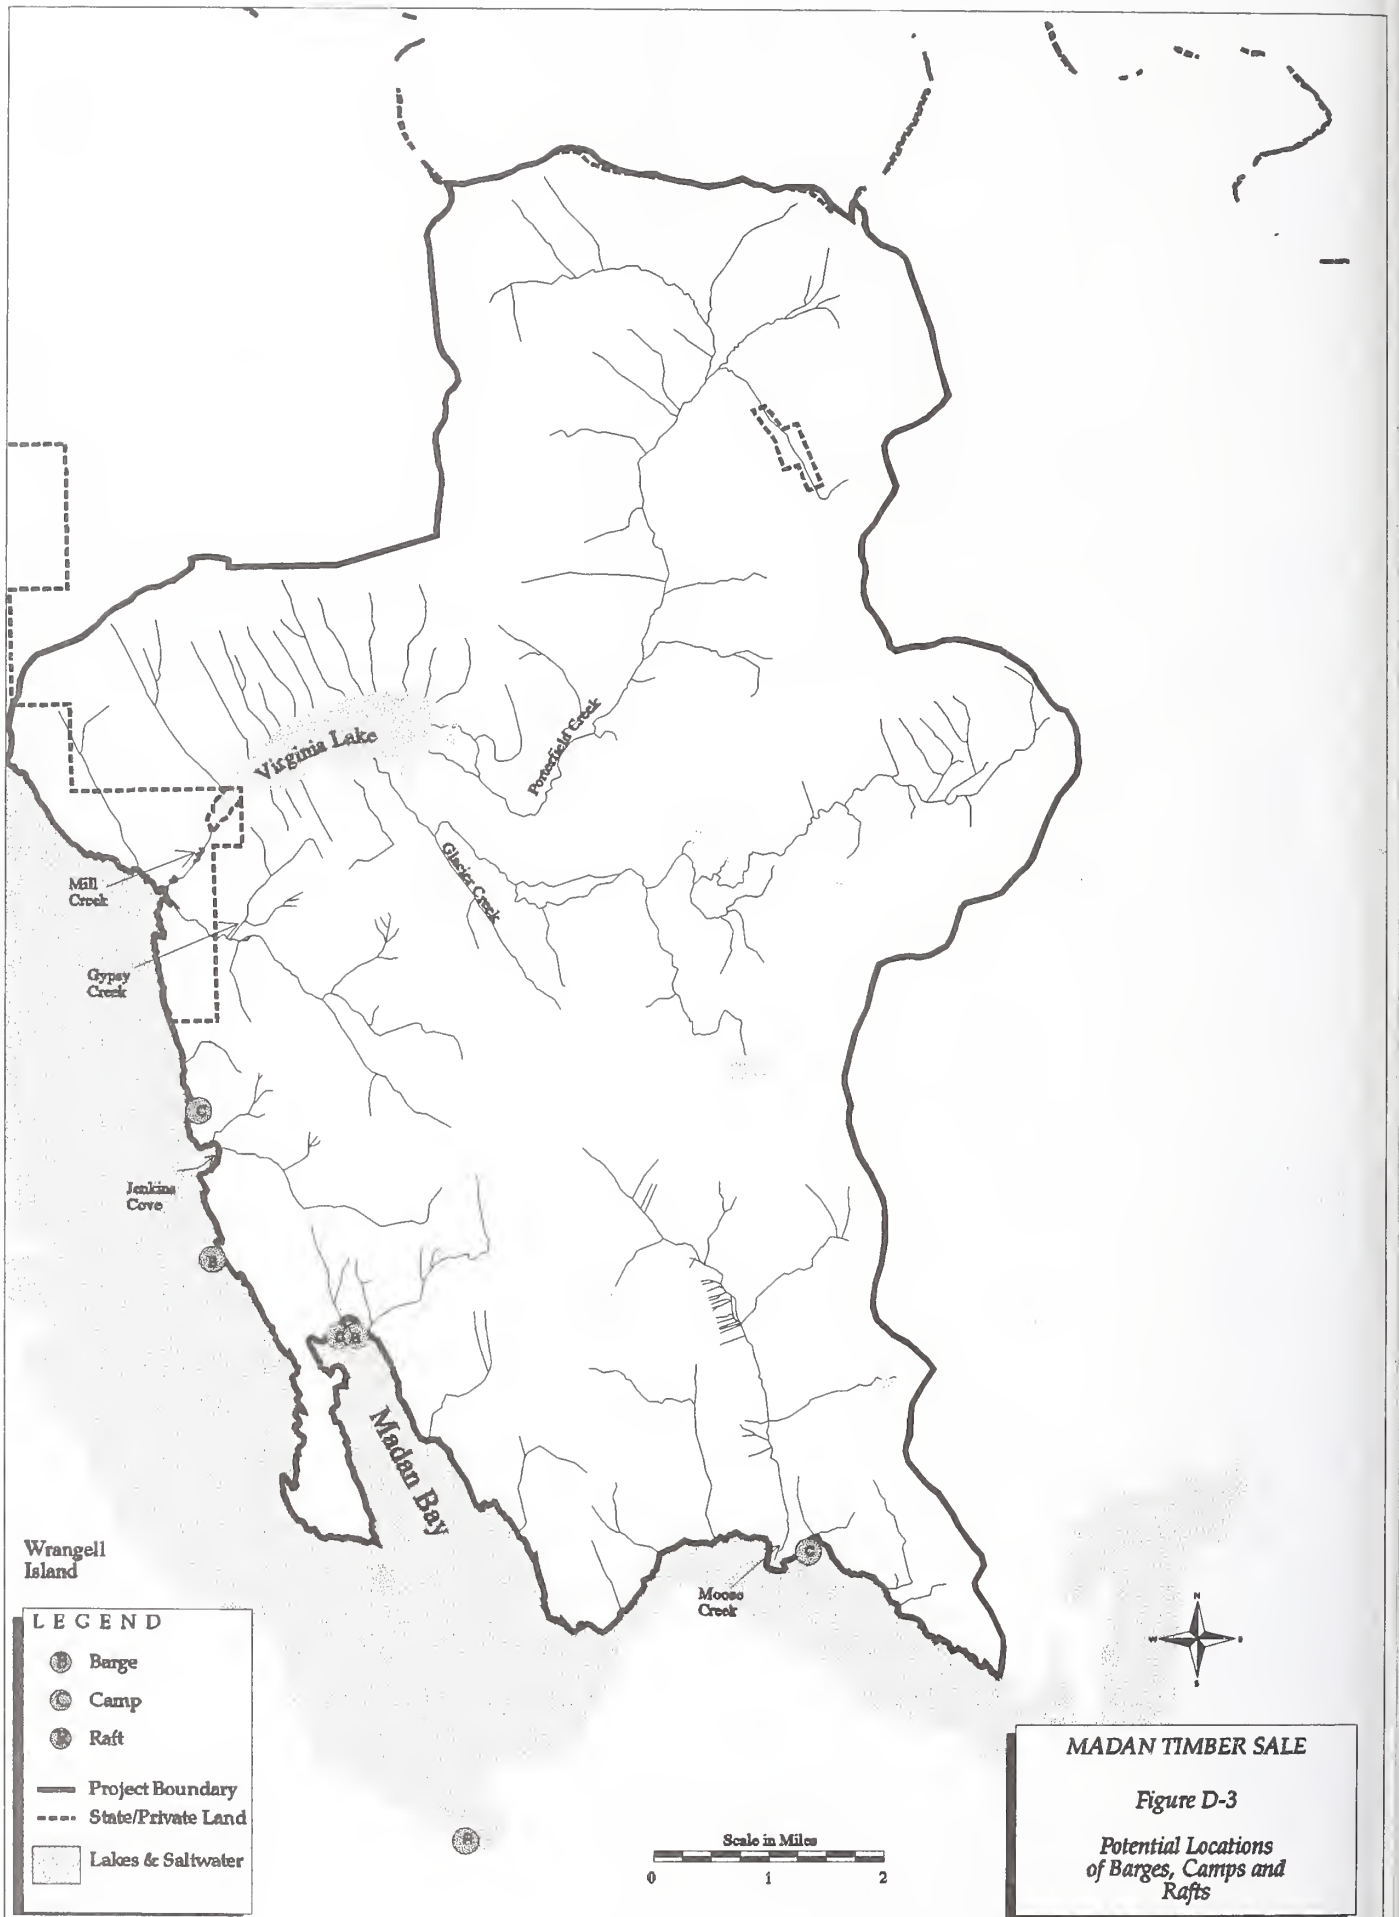 Virginia Lake
Porterfield Creek
Glacier Creek
Mill
Creek
Gypsy
Creek
C
Jenkins
Cove
B
Madan Bay
Wrangell
Island
Moose
Creek
C
N
W
E
S
LEGEND
B Barge
C Camp
R Raft
Project Boundary
State/Private Land
Lakes & Saltwater
Scale in Miles
0 1 2
MADAN TIMBER SALE
Figure D-3
Potential Locations
of Barges, Camps and
Rafts